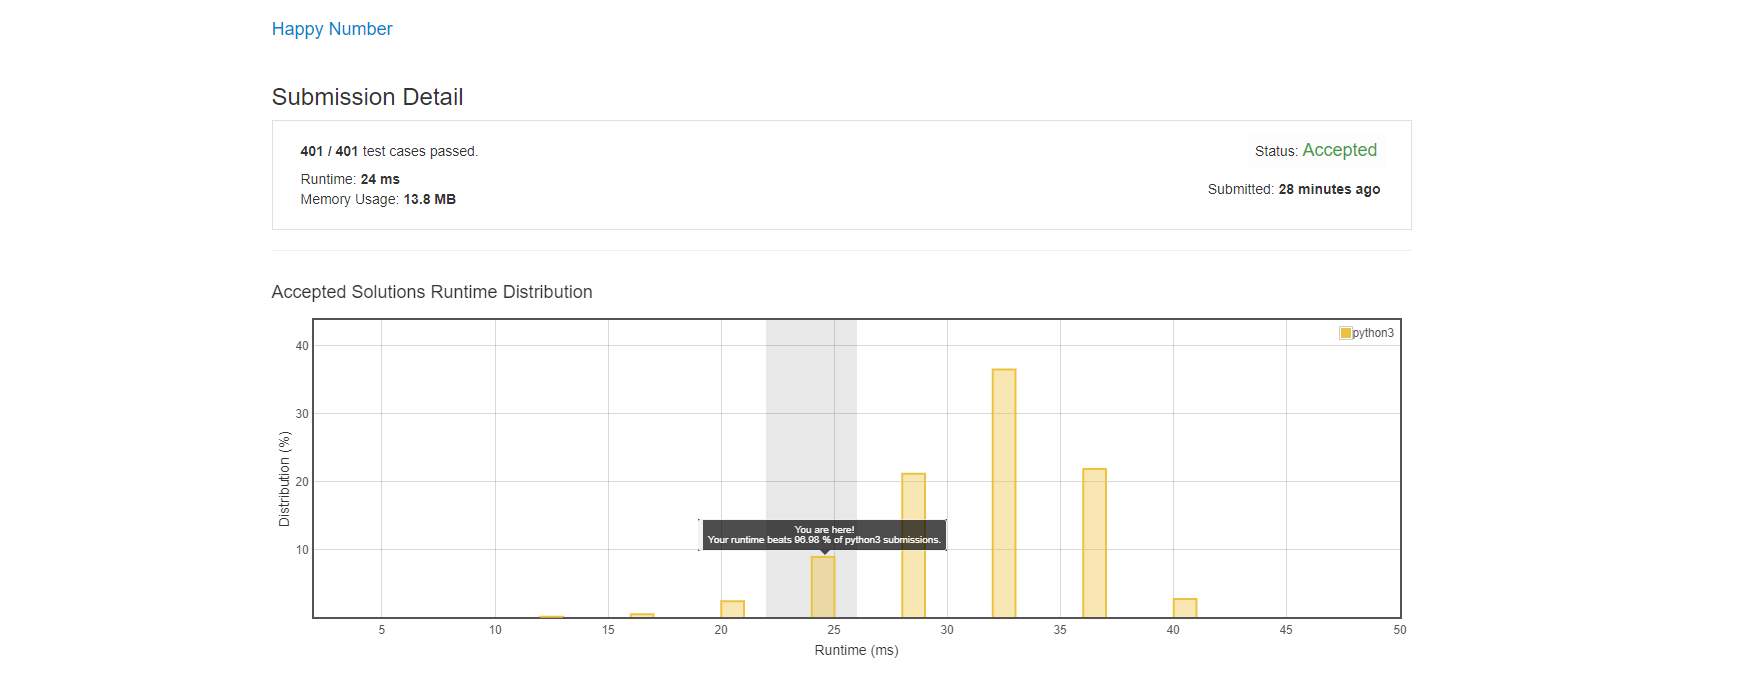 Happy Number
Submission Detail
401 / 401 test cases passed.
Status: Accepted
Runtime: 24 ms
Submitted: 28 minutes ago
Memory Usage: 13.8 MB
Accepted Solutions Runtime Distribution
python3
40
30
20
10
Distribution (%)
You are here!
Your runtime beats 96.98 % of python3 submissions.
5 10 15 20 25 30 35 40 45 50
Runtime (ms)